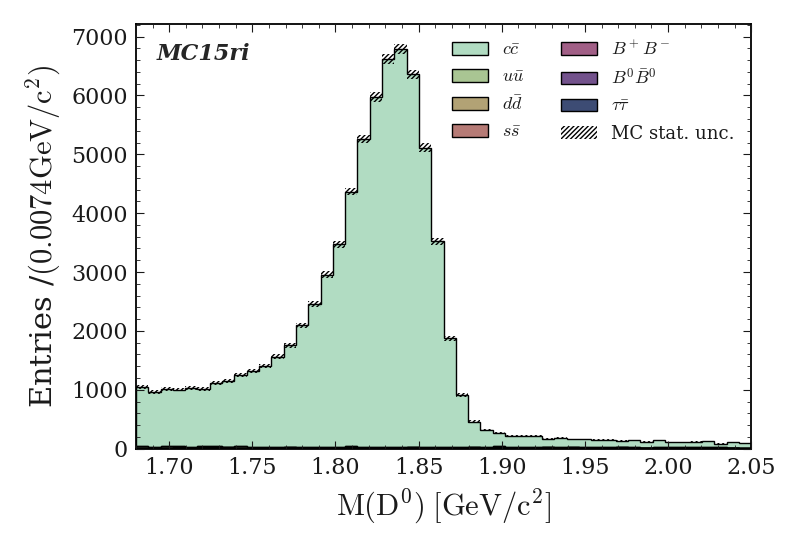 MC15ri
cc̄
uū
dd̄
ss̄
B⁺B⁻
B⁰B̄⁰
ττ̄
MC stat. unc.
Entries /(0.0074GeV/c²)
7000
6000
5000
4000
3000
2000
1000
0
1.70 1.75 1.80 1.85 1.90 1.95 2.00 2.05
M(D⁰) [GeV/c²]